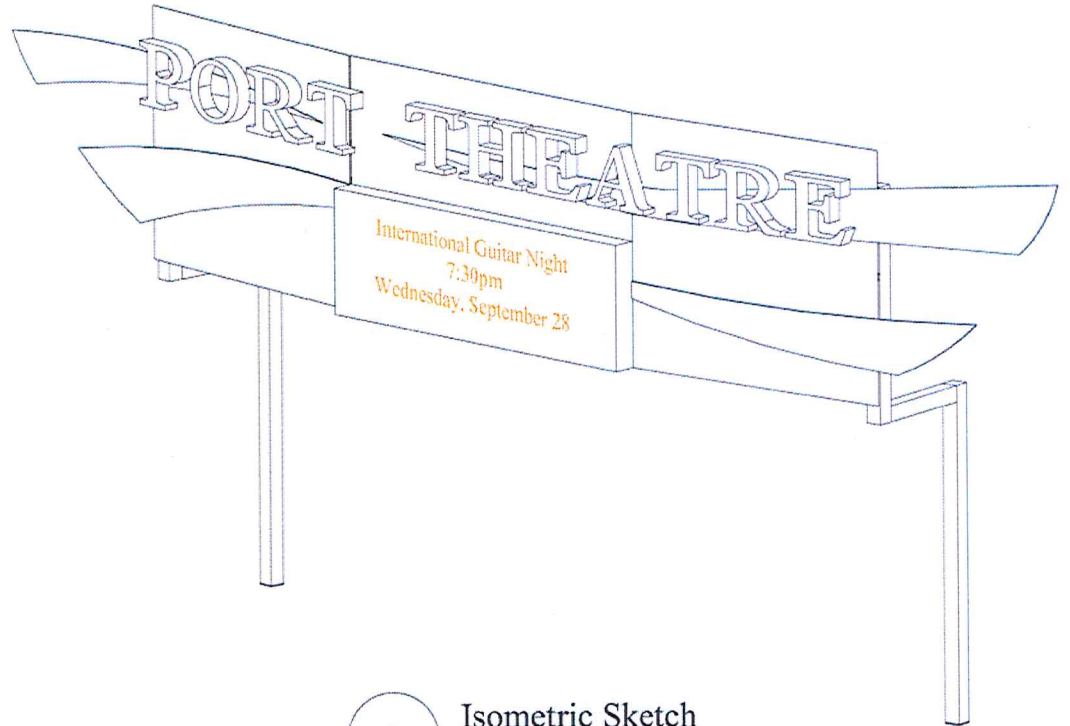 PORT THEATRE
International Guitar Night
7:30pm
Wednesday, September 28
Isometric Sketch